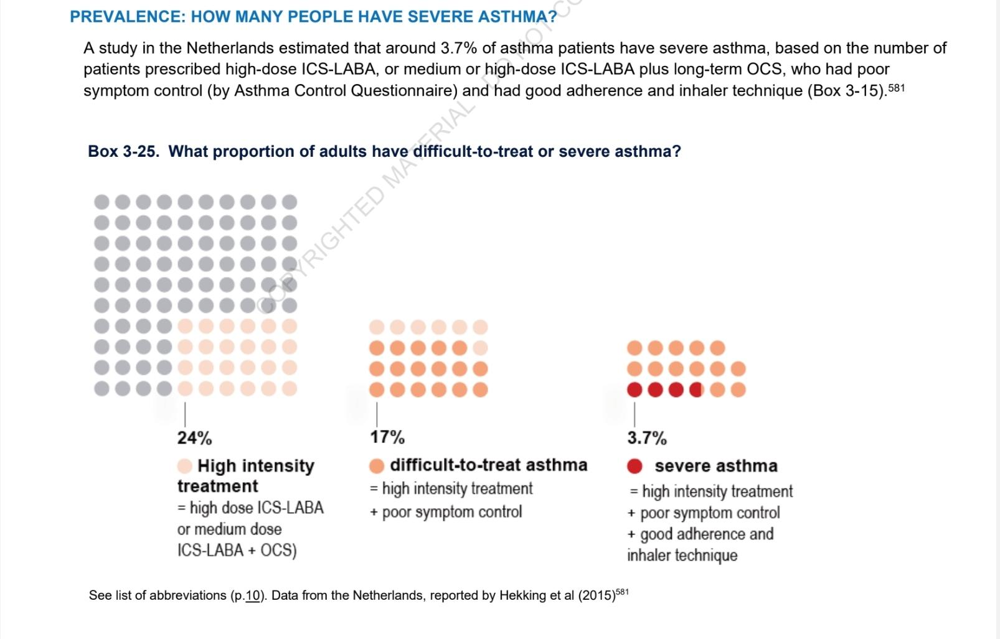 PREVALENCE: HOW MANY PEOPLE HAVE SEVERE ASTHMA?
A study in the Netherlands estimated that around 3.7% of asthma patients have severe asthma, based on the number of
patients prescribed high-dose ICS-LABA, or medium or high-dose ICS-LABA plus long-term OCS, who had poor
symptom control (by Asthma Control Questionnaire) and had good adherence and inhaler technique (Box 3-15).581
Box 3-25. What proportion of adults have difficult-to-treat or severe asthma?
COPYRIGHTED MATERIAL - DO NOT CO
24%
High intensity
treatment
= high dose ICS-LABA
or medium dose
ICS-LABA + OCS)
17%
difficult-to-treat asthma
= high intensity treatment
+ poor symptom control
3.7%
severe asthma
= high intensity treatment
+ poor symptom control
+ good adherence and
inhaler technique
See list of abbreviations (p.10). Data from the Netherlands, reported by Hekking et al (2015)581